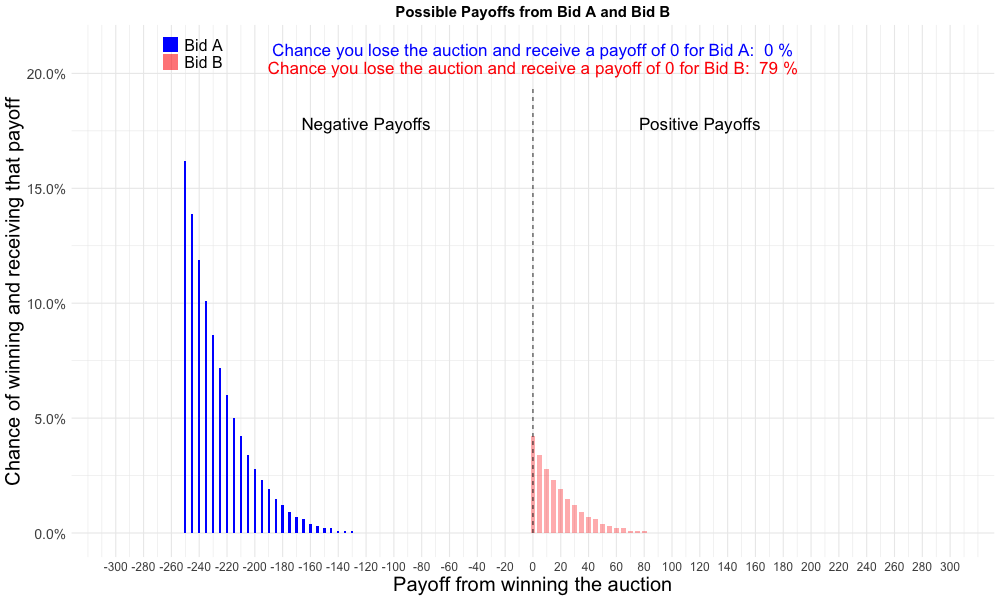 Possible Payoffs from Bid A and Bid B
Bid A
Bid B
Chance you lose the auction and receive a payoff of 0 for Bid A:  0 %
Chance you lose the auction and receive a payoff of 0 for Bid B:  79 %
Negative Payoffs
Positive Payoffs
Chance of winning and receiving that payoff
20.0%
15.0%
10.0%
5.0%
0.0%
-300 -280 -260 -240 -220 -200 -180 -160 -140 -120 -100 -80 -60 -40 -20 0 20 40 60 80 100 120 140 160 180 200 220 240 260 280 300
Payoff from winning the auction